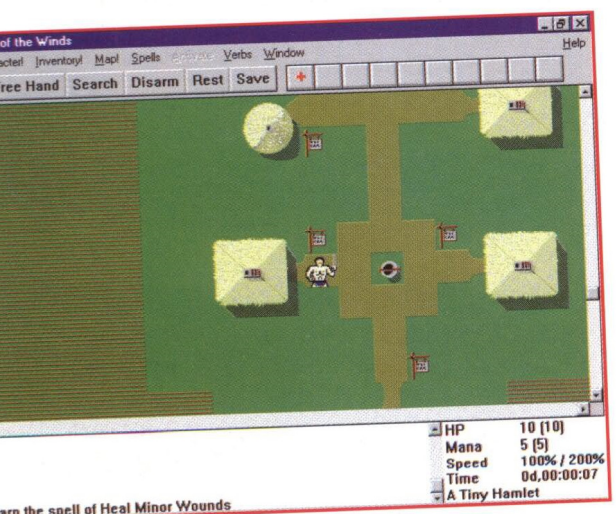 of the Winds
acter! Inventory! Map! Spells Activate Verbs Window Help
ree Hand Search Disarm Rest Save
HP 10 (10)
Mana 5 (5)
Speed 100% / 200%
Time 0d,00:00:07
A Tiny Hamlet
arn the spell of Heal Minor Wounds